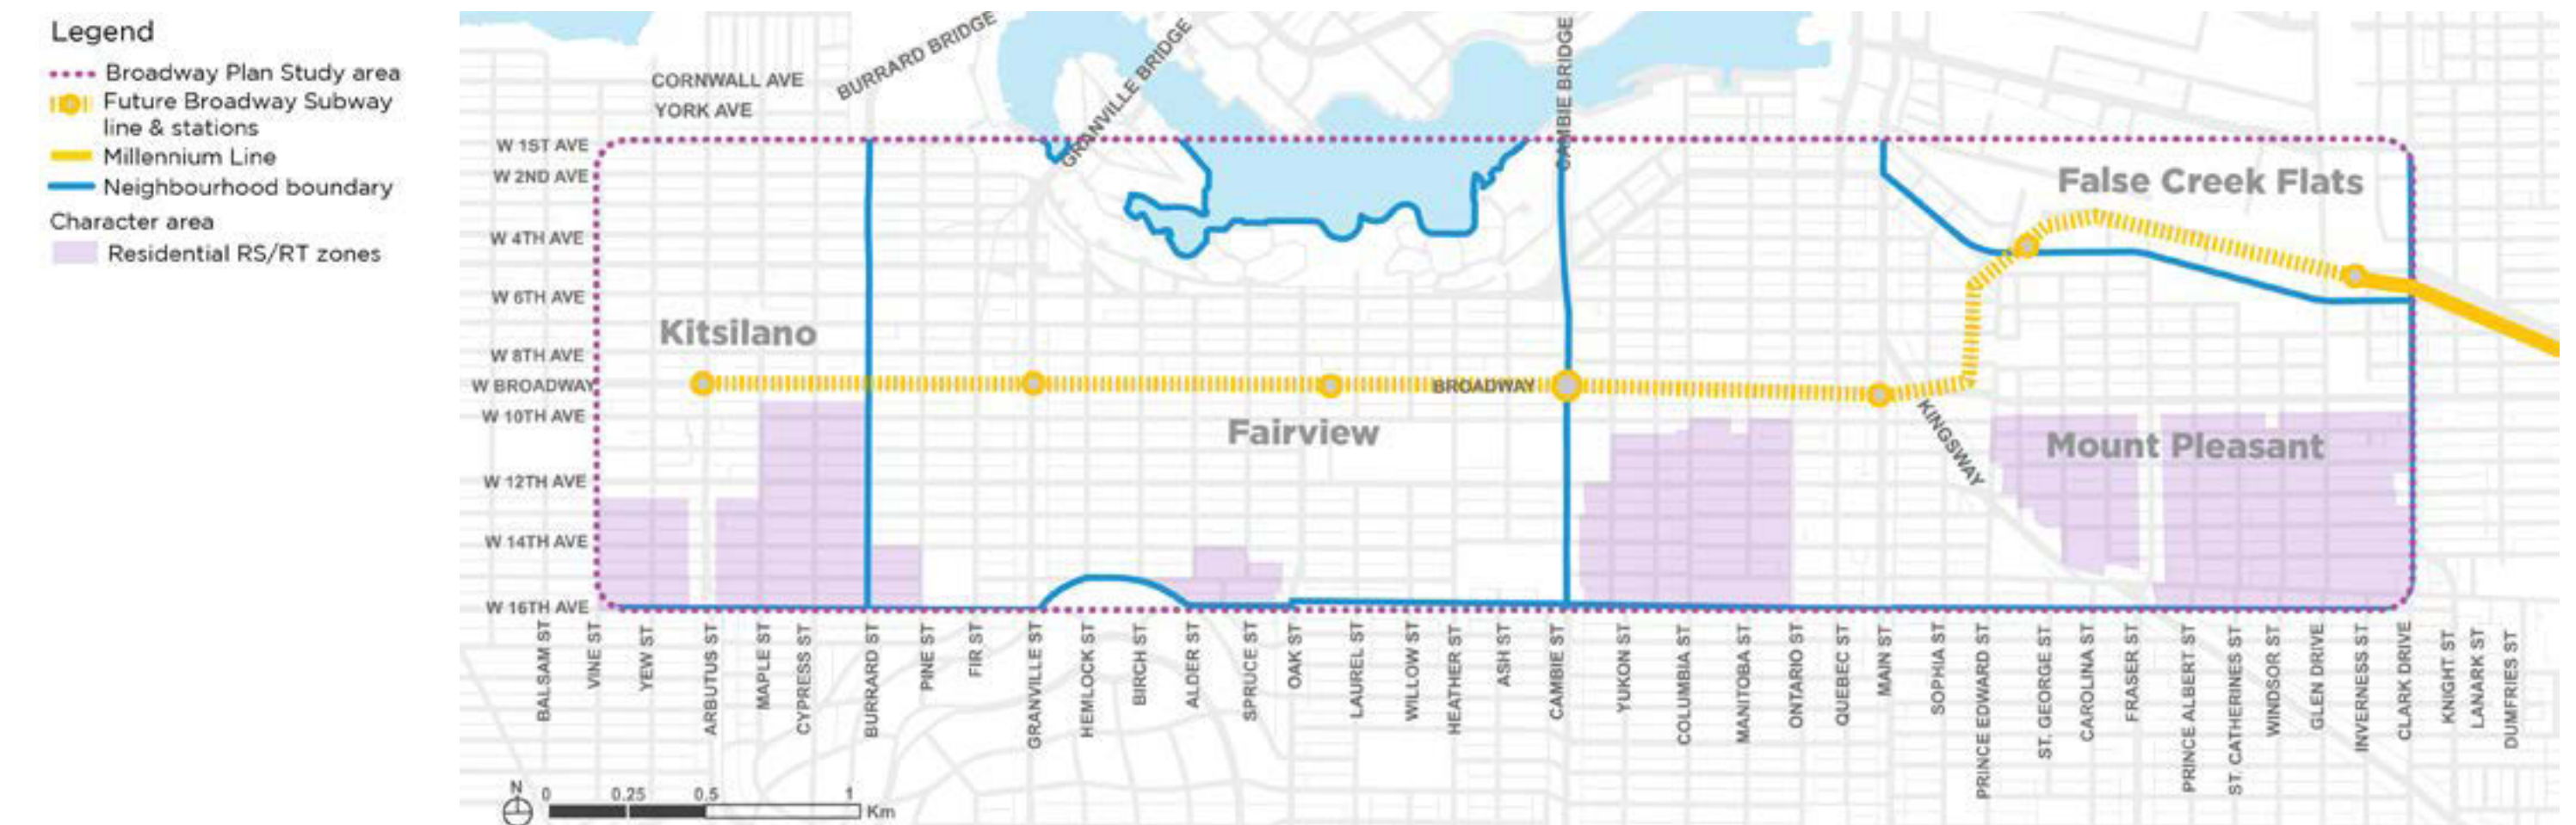 Legend
Broadway Plan Study area
Future Broadway Subway
line & stations
Millennium Line
Neighbourhood boundary
Character area
Residential RS/RT zones
CORNWALL AVE
YORK AVE
BURRARD BRIDGE
GRANVILLE BRIDGE
CAMBIE BRIDGE
W 1ST AVE
W 2ND AVE
W 4TH AVE
W 6TH AVE
W 8TH AVE
W BROADWAY
W 10TH AVE
W 12TH AVE
W 14TH AVE
W 16TH AVE
False Creek Flats
Kitsilano
BROADWAY
Fairview
KINGSWAY
Mount Pleasant
BALSAM ST
VINE ST
YEW ST
ARBUTUS ST
MAPLE ST
CYPRESS ST
BURRARD ST
PINE ST
FIR ST
GRANVILLE ST
HEMLOCK ST
BIRCH ST
ALDER ST
SPRUCE ST
OAK ST
LAUREL ST
WILLOW ST
HEATHER ST
ASH ST
CAMBIE ST
YUKON ST
COLUMBIA ST
MANITOBA ST
ONTARIO ST
QUEBEC ST
MAIN ST
SOPHIA ST
PRINCE EDWARD ST
ST. GEORGE ST
CAROLINA ST
FRASER ST
PRINCE ALBERT ST
ST. CATHERINES ST
WINDSOR ST
GLEN DRIVE
INVERNESS ST
CLARK DRIVE
KNIGHT ST
LANARK ST
DUMFRIES ST
N
0 0.25 0.5 1
Km